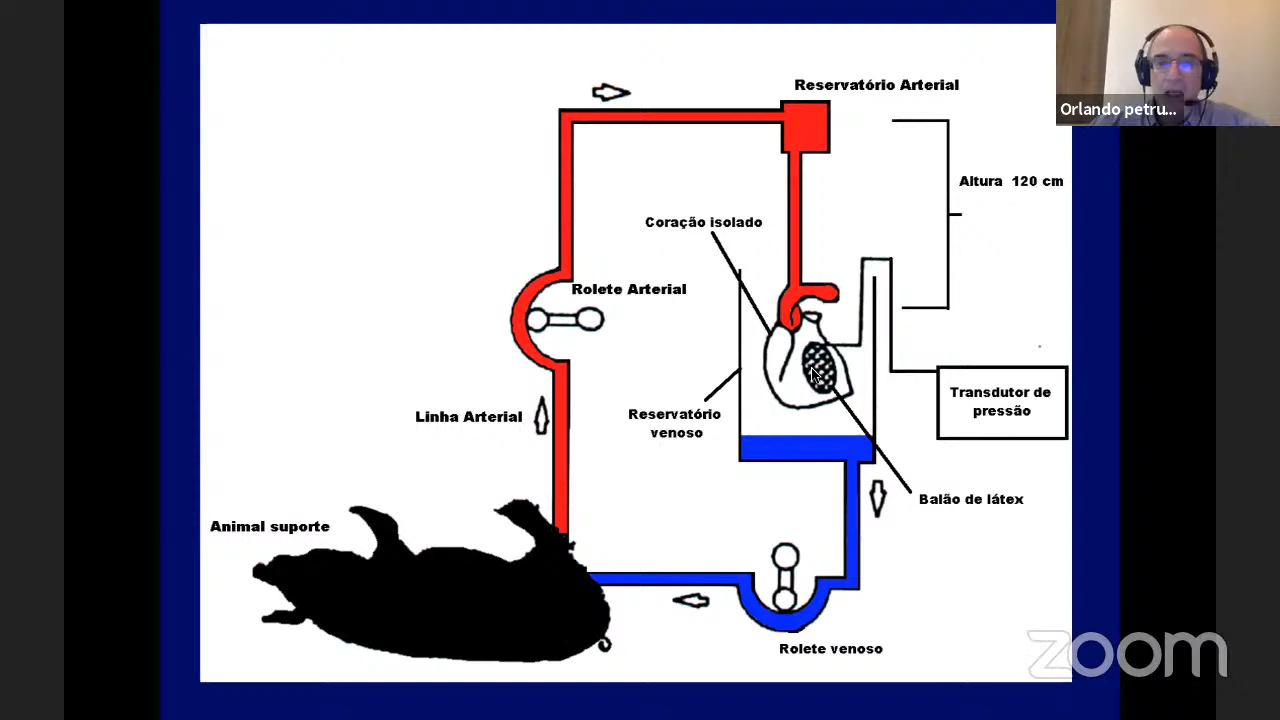 Reservatório Arterial
Orlando petru...
Altura 120 cm
Coração isolado
Rolete Arterial
Transdutor de
pressão
Linha Arterial
Reservatório
venoso
Balão de látex
Animal suporte
Rolete venoso
zoom